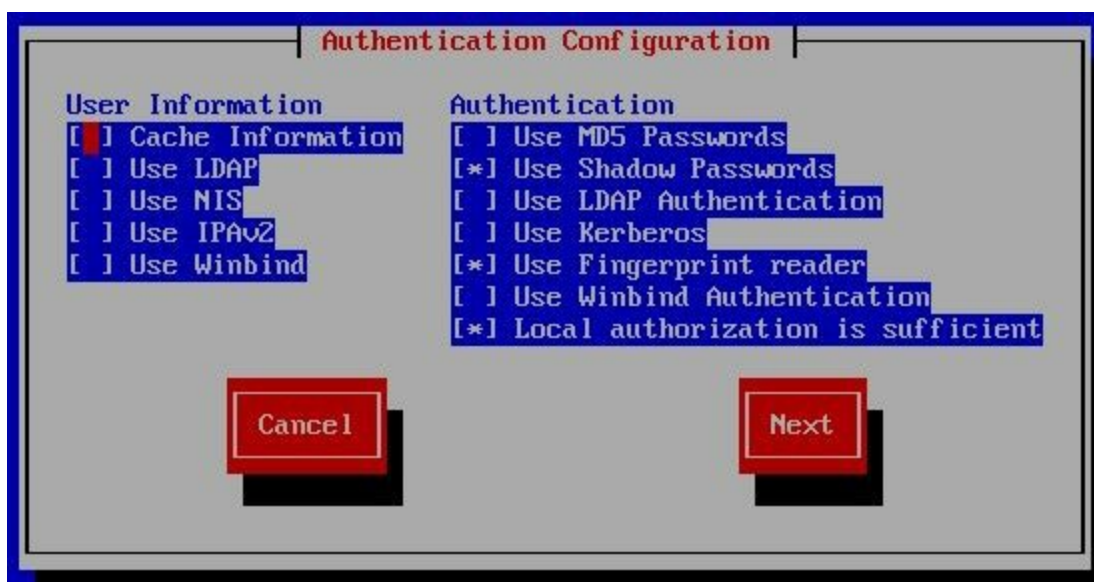 Authentication Configuration
User Information
[ ] Cache Information
[ ] Use LDAP
[ ] Use NIS
[ ] Use IPAv2
[ ] Use Winbind
Authentication
[ ] Use MD5 Passwords
[*] Use Shadow Passwords
[ ] Use LDAP Authentication
[ ] Use Kerberos
[*] Use Fingerprint reader
[ ] Use Winbind Authentication
[*] Local authorization is sufficient
Cancel
Next